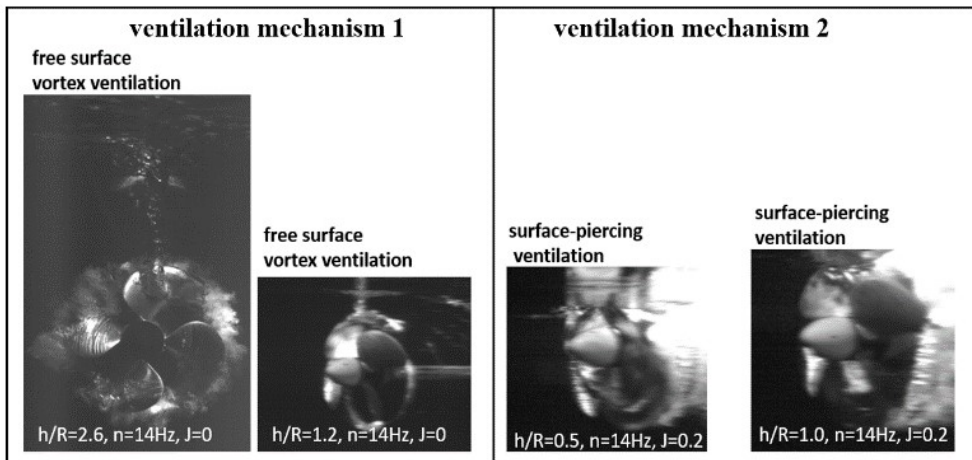 ventilation mechanism 1
free surface
vortex ventilation
h/R=2.6, n=14Hz, J=0
free surface
vortex ventilation
h/R=1.2, n=14Hz, J=0
ventilation mechanism 2
surface-piercing
ventilation
h/R=0.5, n=14Hz, J=0.2
surface-piercing
ventilation
h/R=1.0, n=14Hz, J=0.2